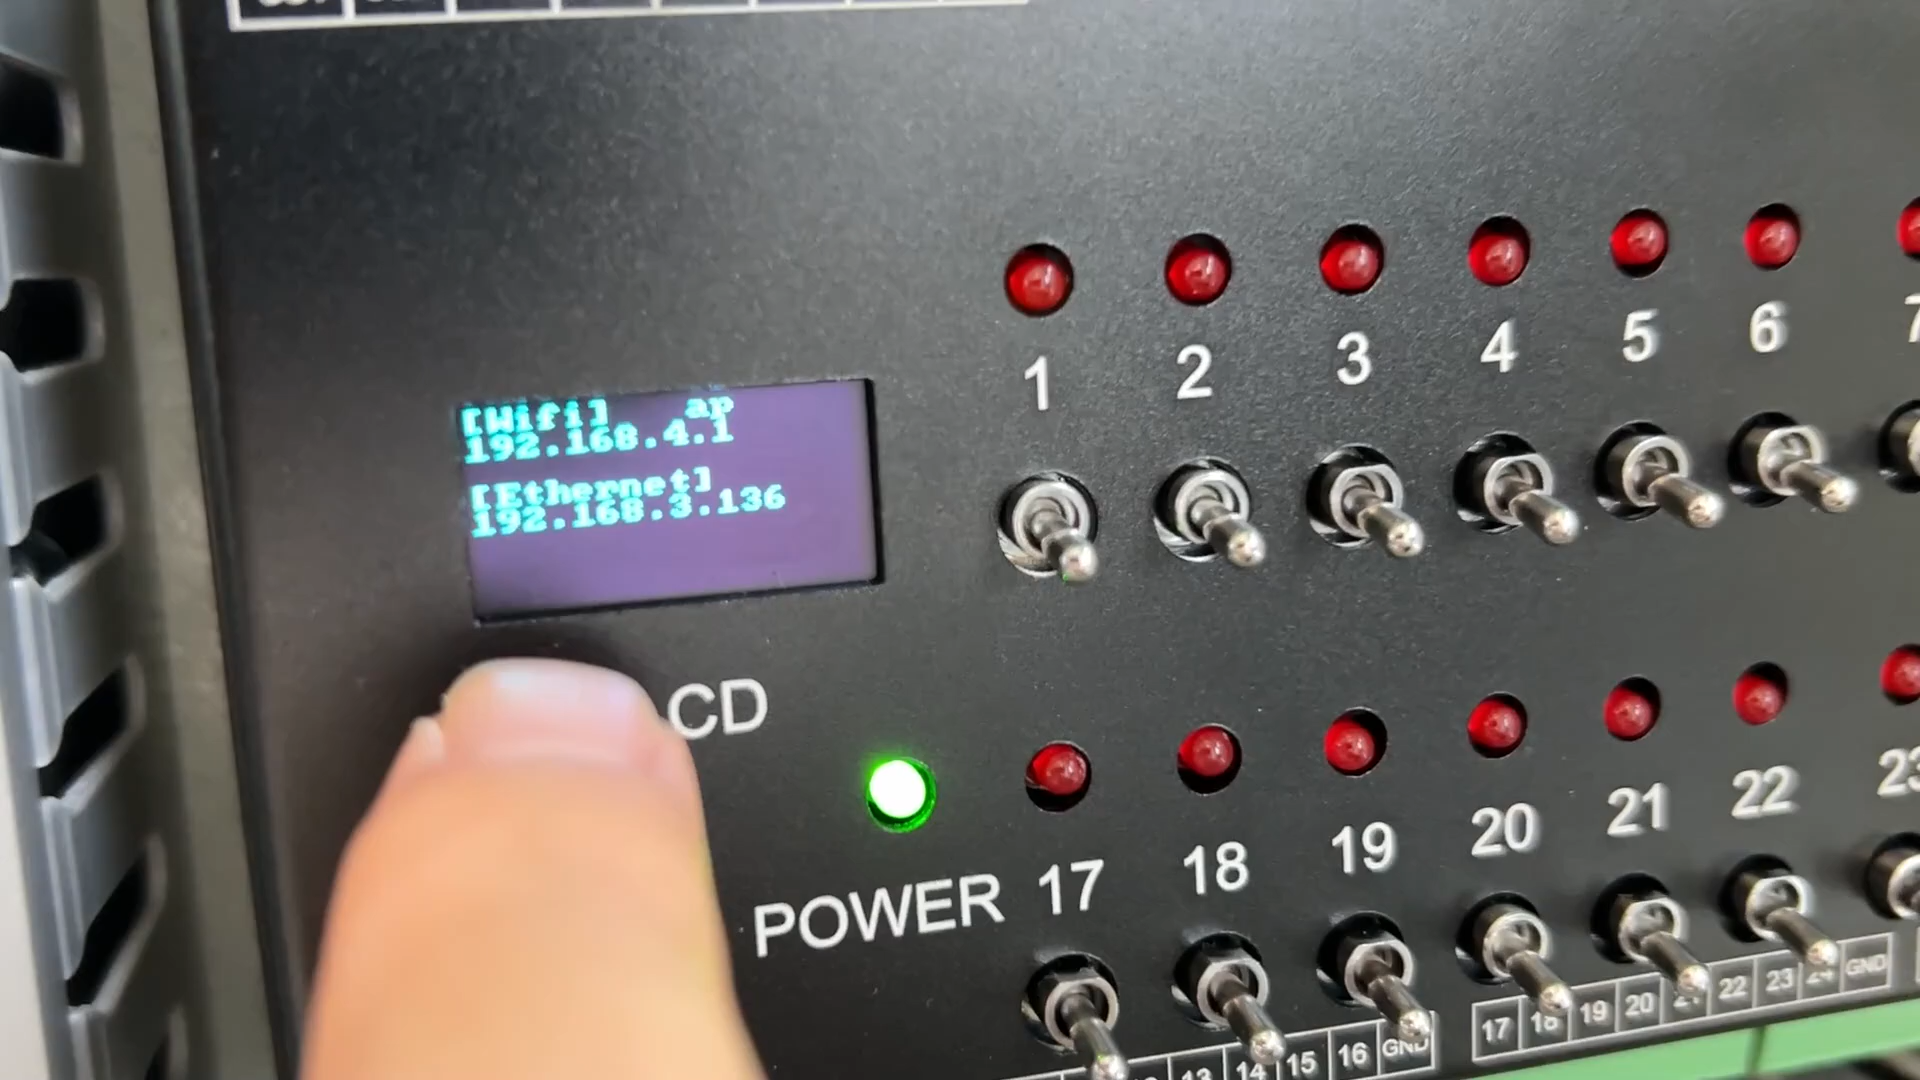 [Wifi] ap
192.168.4.1
[Ethernet]
192.168.3.136
1 2 3 4 5 6 7
CD
POWER
17 18 19 20 21 22 23
13 14 15 16 GND
17 18 19 20 21 22 23 24 GND